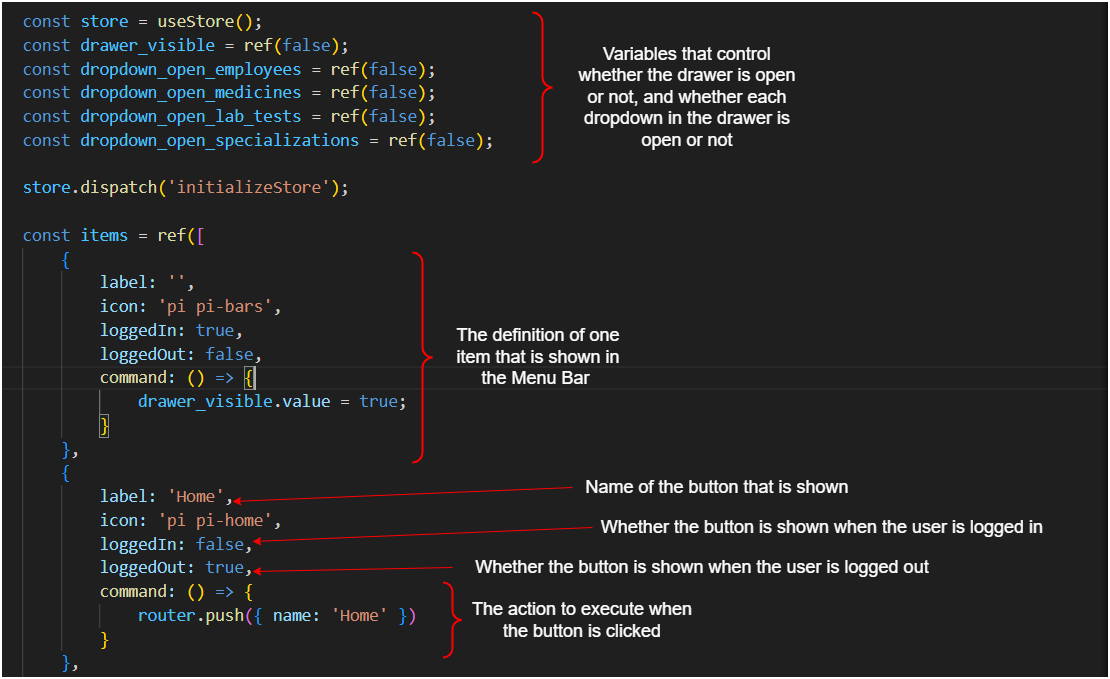 const store = useStore();
const drawer_visible = ref(false);
const dropdown_open_employees = ref(false);
const dropdown_open_medicines = ref(false);
const dropdown_open_lab_tests = ref(false);
const dropdown_open_specializations = ref(false);
Variables that control
whether the drawer is open
or not, and whether each
dropdown in the drawer is
open or not
store.dispatch('initializeStore');
const items = ref([
{
label: '',
icon: 'pi pi-bars',
loggedIn: true,
loggedOut: false,
command: () => {
drawer_visible.value = true;
}
},
The definition of one
item that is shown in
the Menu Bar
{
label: 'Home',
Name of the button that is shown
icon: 'pi pi-home',
loggedIn: false,
Whether the button is shown when the user is logged in
loggedOut: true,
Whether the button is shown when the user is logged out
command: () => {
router.push({ name: 'Home' })
}
The action to execute when
the button is clicked
},